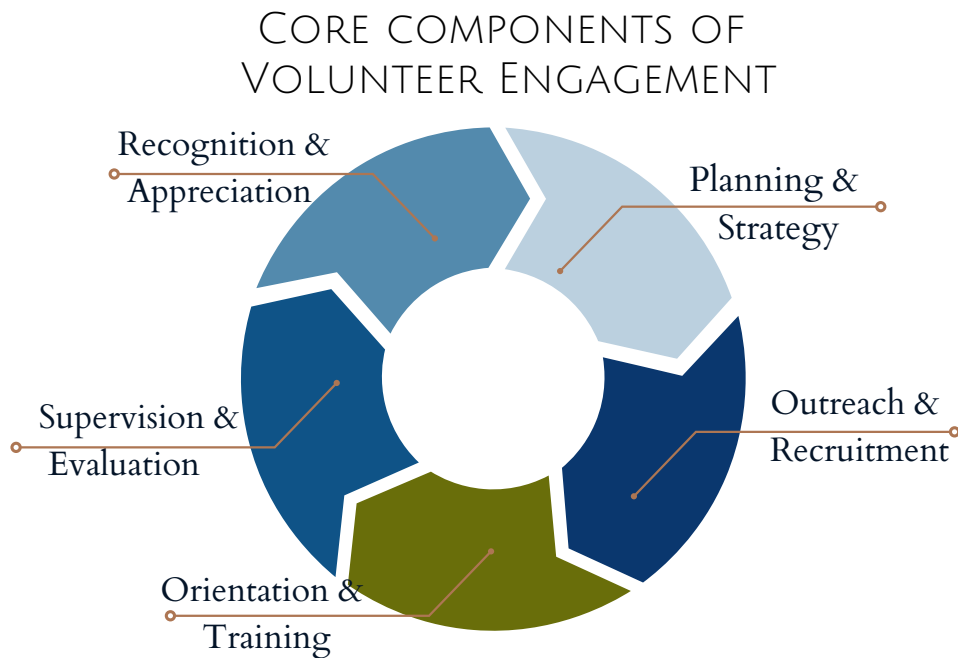 Core components of
Volunteer Engagement
Recognition &
Appreciation
Planning &
Strategy
Outreach &
Recruitment
Orientation &
Training
Supervision &
Evaluation